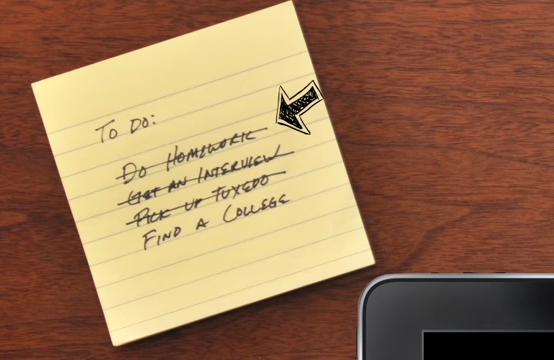 TO DO:
DO HOMEWORK
GET AN INTERVIEW
PICK UP TUXEDO
FIND A COLLEGE